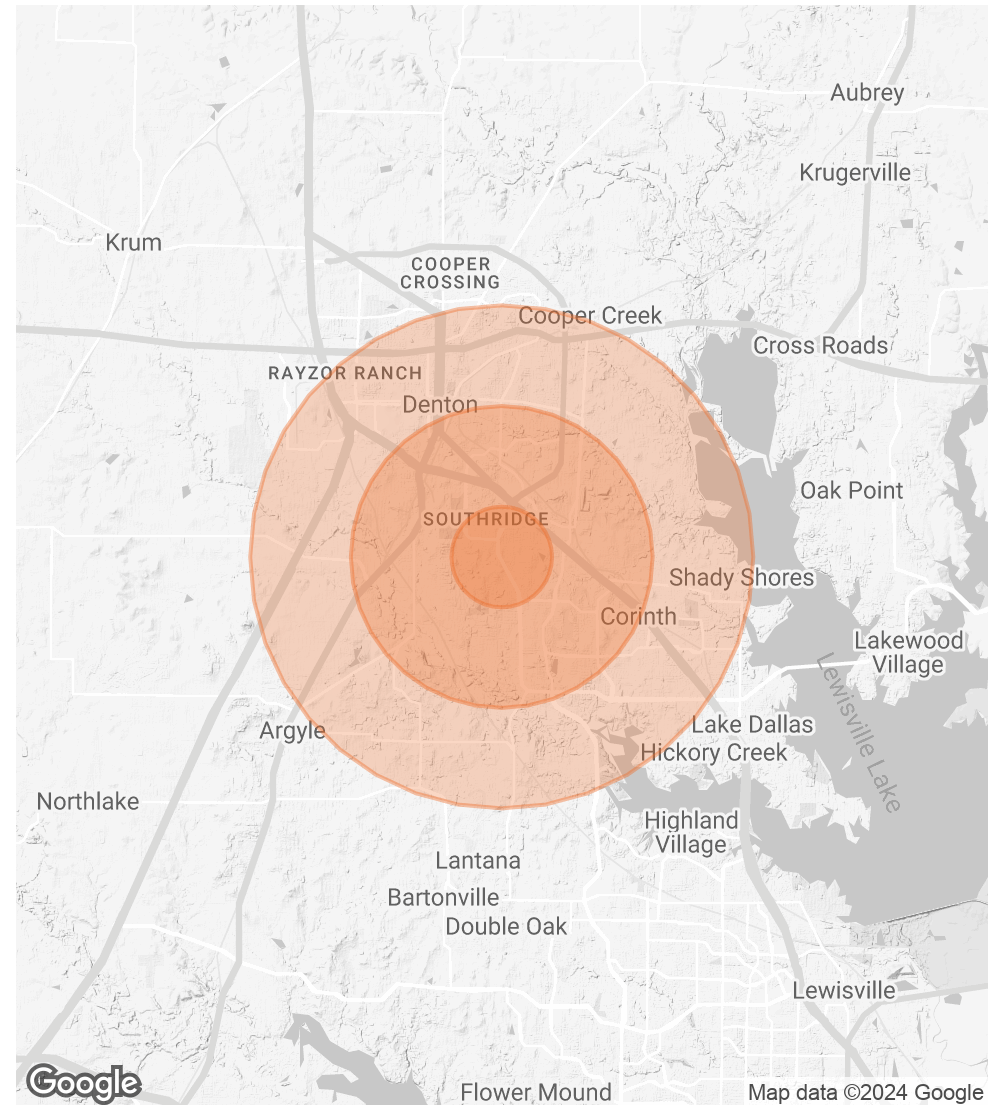 Aubrey
Krugerville
Krum
COOPER
CROSSING
Cooper Creek
Cross Roads
RAYZOR RANCH
Denton
Oak Point
SOUTHRIDGE
Shady Shores
Corinth
Lakewood
Village
Lewisville Lake
Argyle
Lake Dallas
Hickory Creek
Northlake
Highland
Village
Lantana
Bartonville
Double Oak
Lewisville
Google
Flower Mound
Map data ©2024 Google